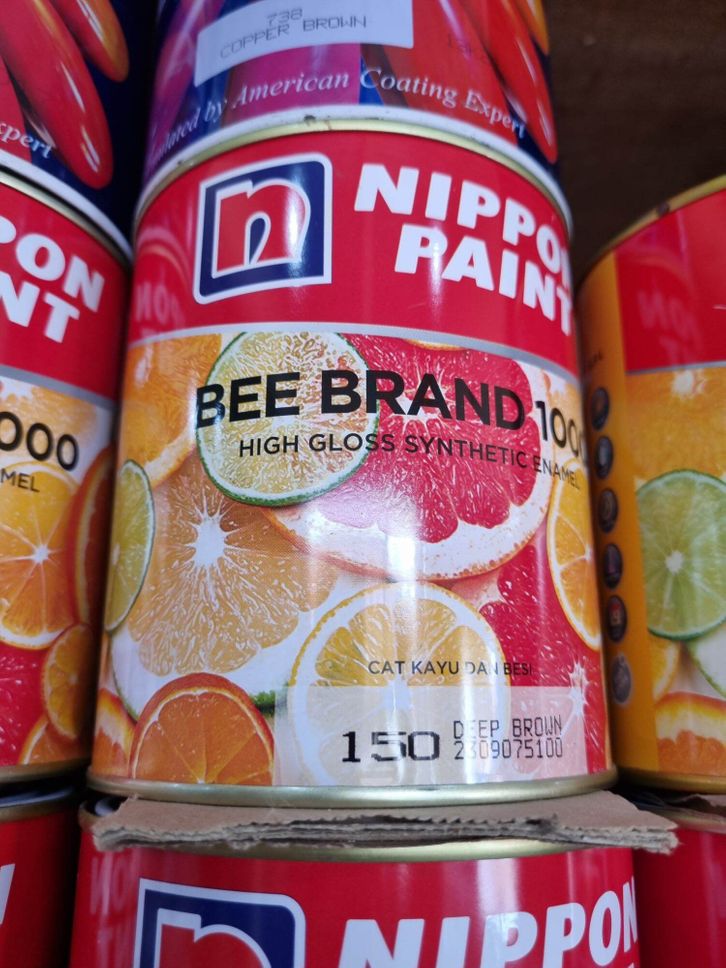 738
COPPER BROWN
by American Coating Expert
xpert
NIPPON
PAINT
PON
NT
BEE BRAND 1000
HIGH GLOSS SYNTHETIC ENAMEL
000
MEL
CAT KAYU DAN BESI
150 DEEP BROWN
2309075100
NIPPON